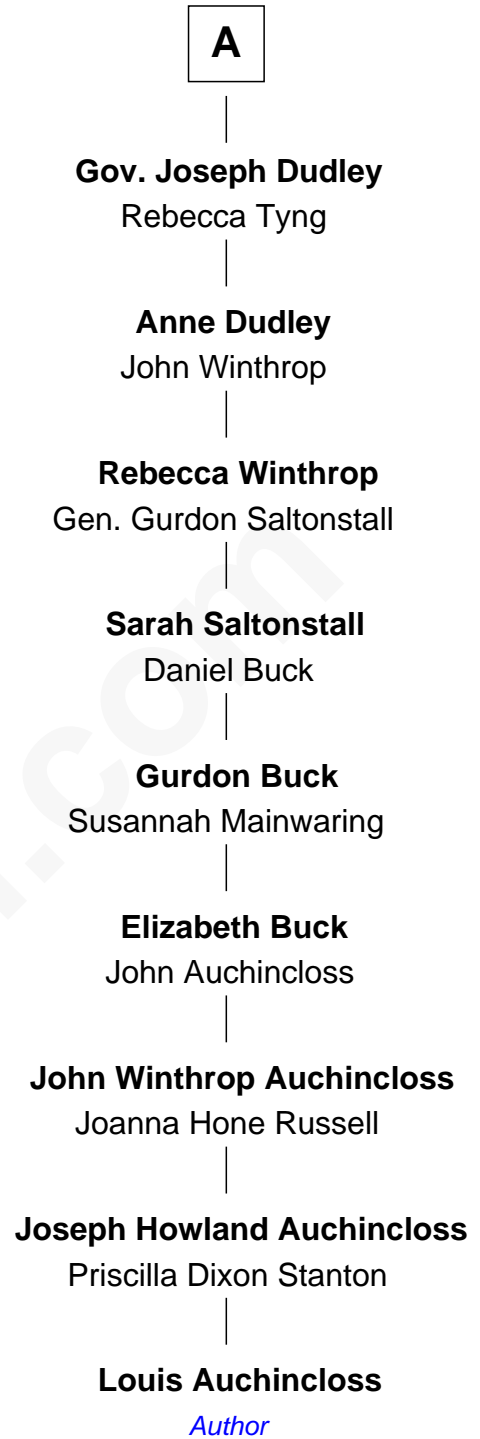 A
Gov. Joseph Dudley
Rebecca Tyng
Anne Dudley
John Winthrop
Rebecca Winthrop
Gen. Gurdon Saltonstall
Sarah Saltonstall
Daniel Buck
Gurdon Buck
Susannah Mainwaring
Elizabeth Buck
John Auchincloss
John Winthrop Auchincloss
Joanna Hone Russell
Joseph Howland Auchincloss
Priscilla Dixon Stanton
Louis Auchincloss
Author